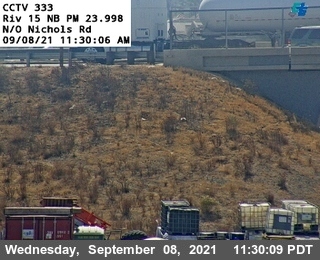 CCTV 333
Riv 15 NB PM 23.998
N/O Nichols Rd
09/08/21 11:30:06 AM
Wednesday, September 08, 2021 11:30:09 PDT